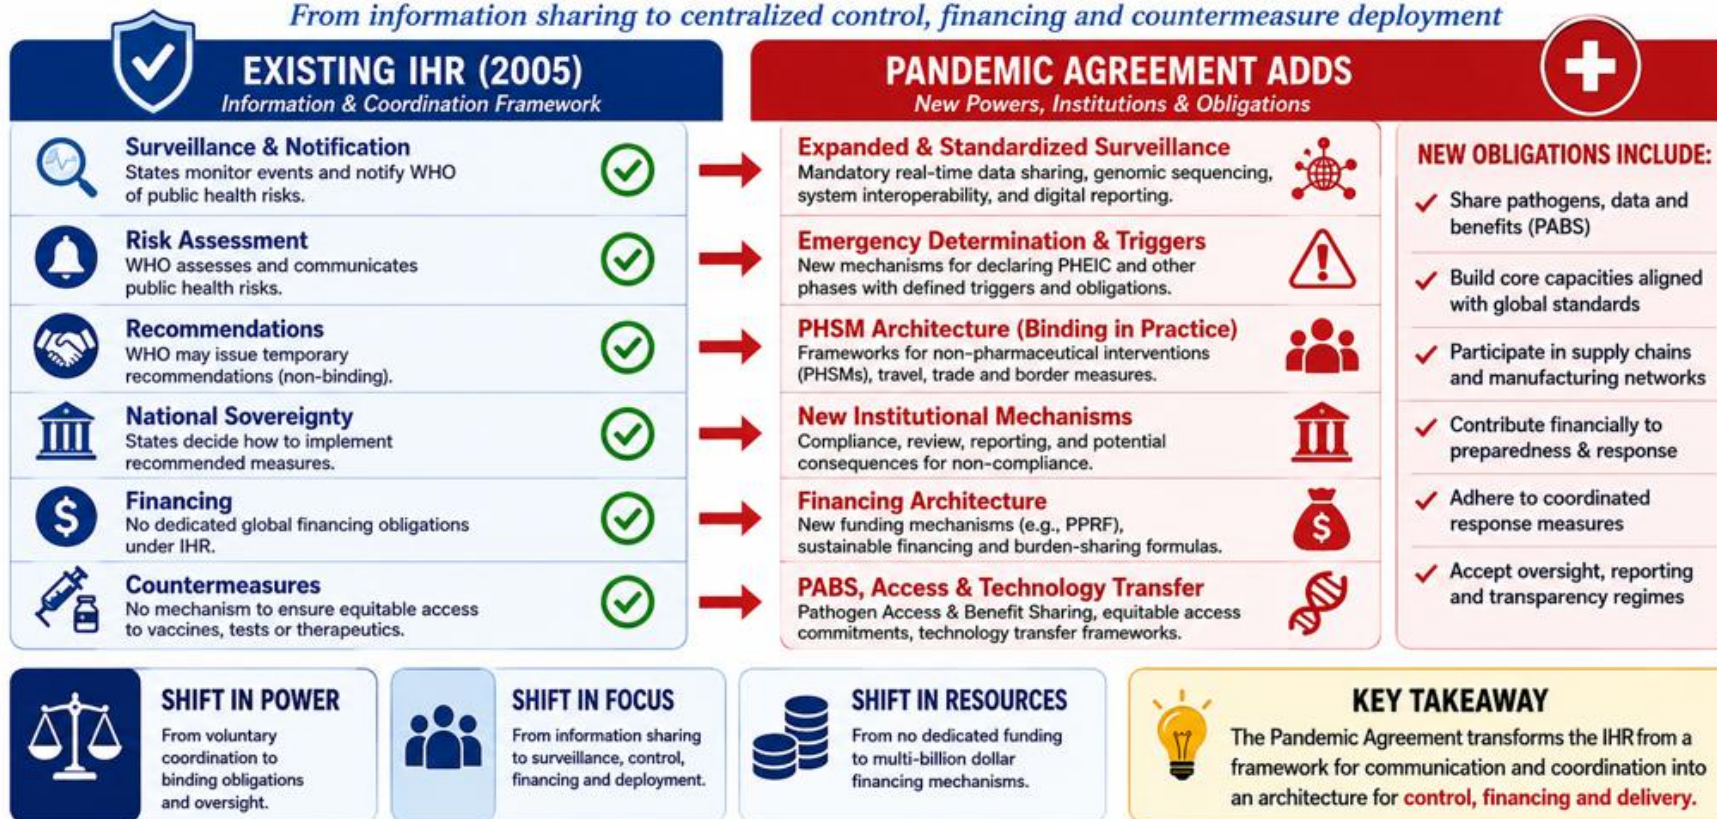 From information sharing to centralized control, financing and countermeasure deployment
EXISTING IHR (2005)
Information & Coordination Framework
Surveillance & Notification
States monitor events and notify WHO
of public health risks.
Risk Assessment
WHO assesses and communicates
public health risks.
Recommendations
WHO may issue temporary
recommendations (non-binding).
National Sovereignty
States decide how to implement
recommended measures.
Financing
No dedicated global financing obligations
under IHR.
Countermeasures
No mechanism to ensure equitable access
to vaccines, tests or therapeutics.
PANDEMIC AGREEMENT ADDS
New Powers, Institutions & Obligations
Expanded & Standardized Surveillance
Mandatory real-time data sharing, genomic sequencing,
system interoperability, and digital reporting.
Emergency Determination & Triggers
New mechanisms for declaring PHEIC and other
phases with defined triggers and obligations.
PHSM Architecture (Binding in Practice)
Frameworks for non-pharmaceutical interventions
(PHSMs), travel, trade and border measures.
New Institutional Mechanisms
Compliance, review, reporting, and potential
consequences for non-compliance.
Financing Architecture
New funding mechanisms (e.g., PPRF),
sustainable financing and burden-sharing formulas.
PABS, Access & Technology Transfer
Pathogen Access & Benefit Sharing, equitable access
commitments, technology transfer frameworks.
NEW OBLIGATIONS INCLUDE:
Share pathogens, data and
benefits (PABS)
Build core capacities aligned
with global standards
Participate in supply chains
and manufacturing networks
Contribute financially to
preparedness & response
Adhere to coordinated
response measures
Accept oversight, reporting
and transparency regimes
SHIFT IN POWER
From voluntary
coordination to
binding obligations
and oversight.
SHIFT IN FOCUS
From information sharing
to surveillance, control,
financing and deployment.
SHIFT IN RESOURCES
From no dedicated funding
to multi-billion dollar
financing mechanisms.
KEY TAKEAWAY
The Pandemic Agreement transforms the IHR from a
framework for communication and coordination into
an architecture for control, financing and delivery.